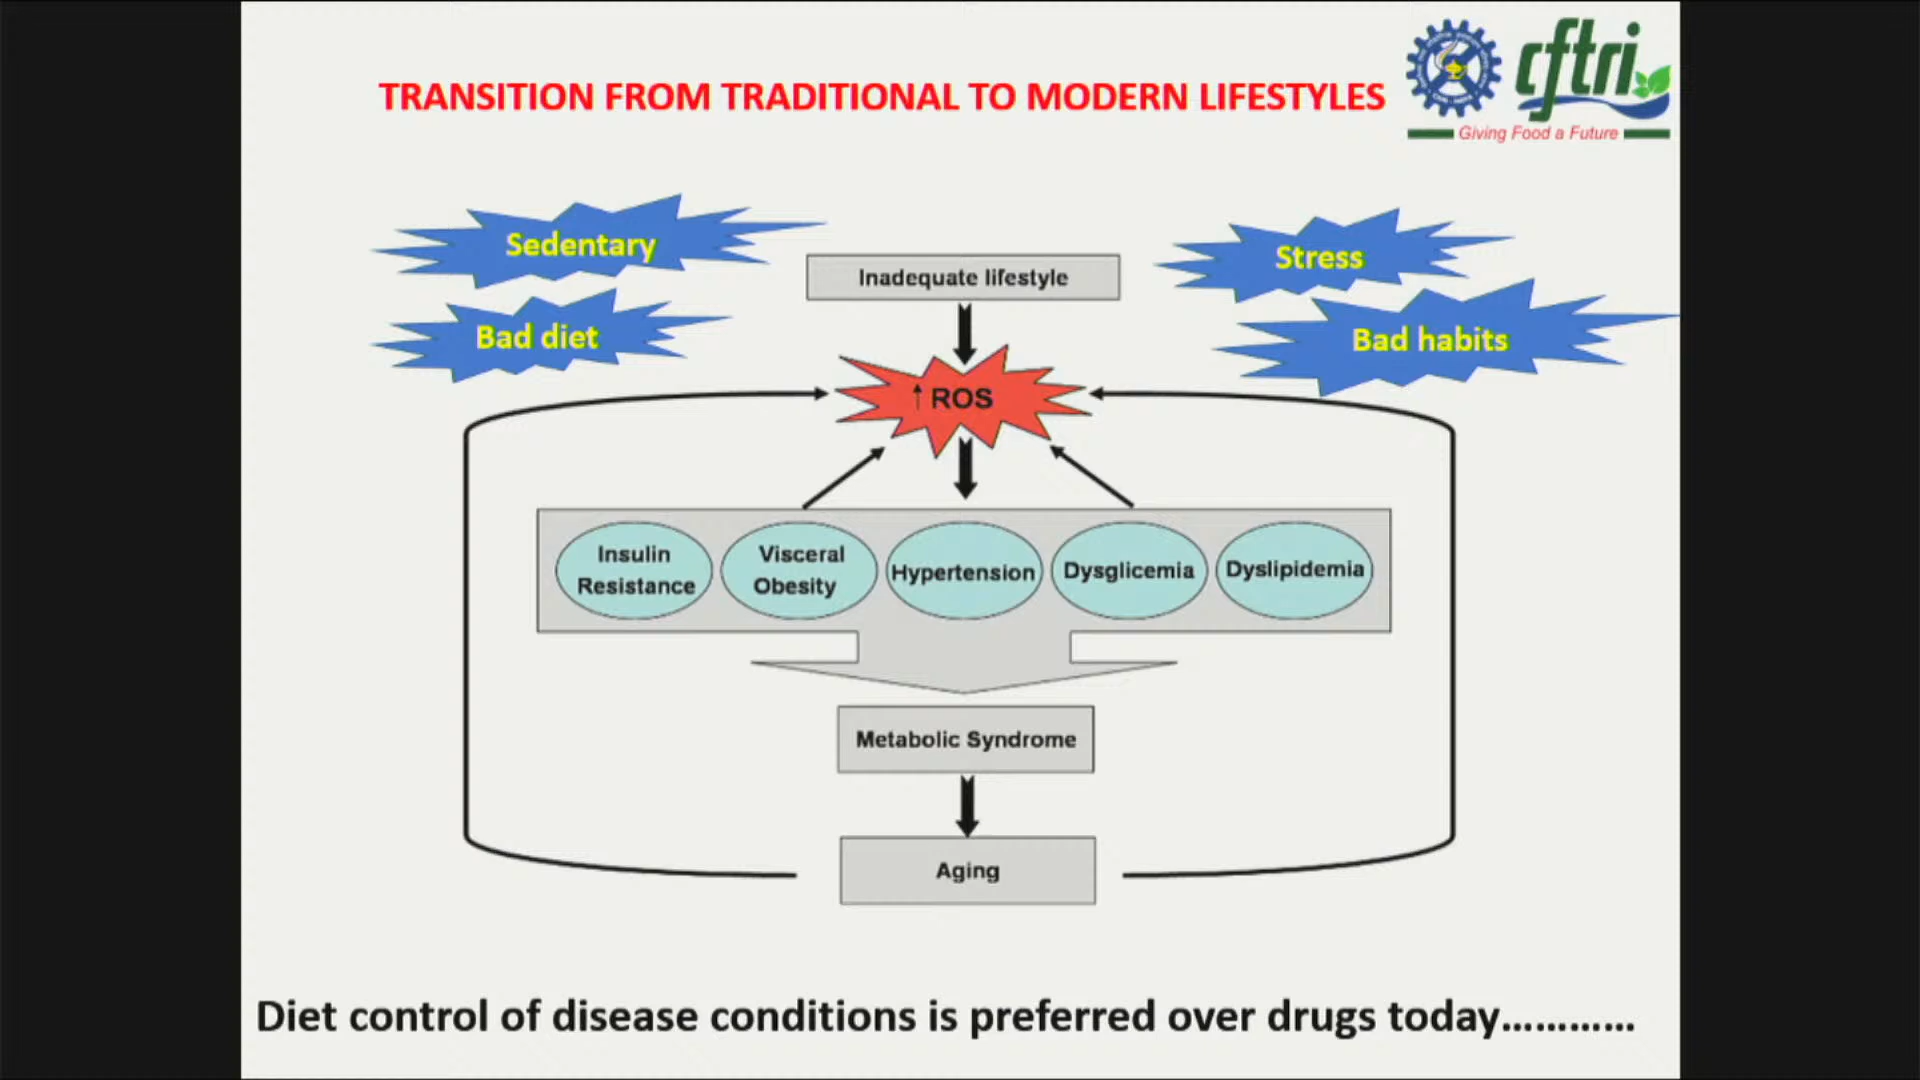 TRANSITION FROM TRADITIONAL TO MODERN LIFESTYLES
cftri
Giving Food a Future
Sedentary
Stress
Inadequate lifestyle
Bad diet
Bad habits
↑ ROS
Insulin
Resistance
Visceral
Obesity
Hypertension
Dysglicemia
Dyslipidemia
Metabolic Syndrome
Aging
Diet control of disease conditions is preferred over drugs today............